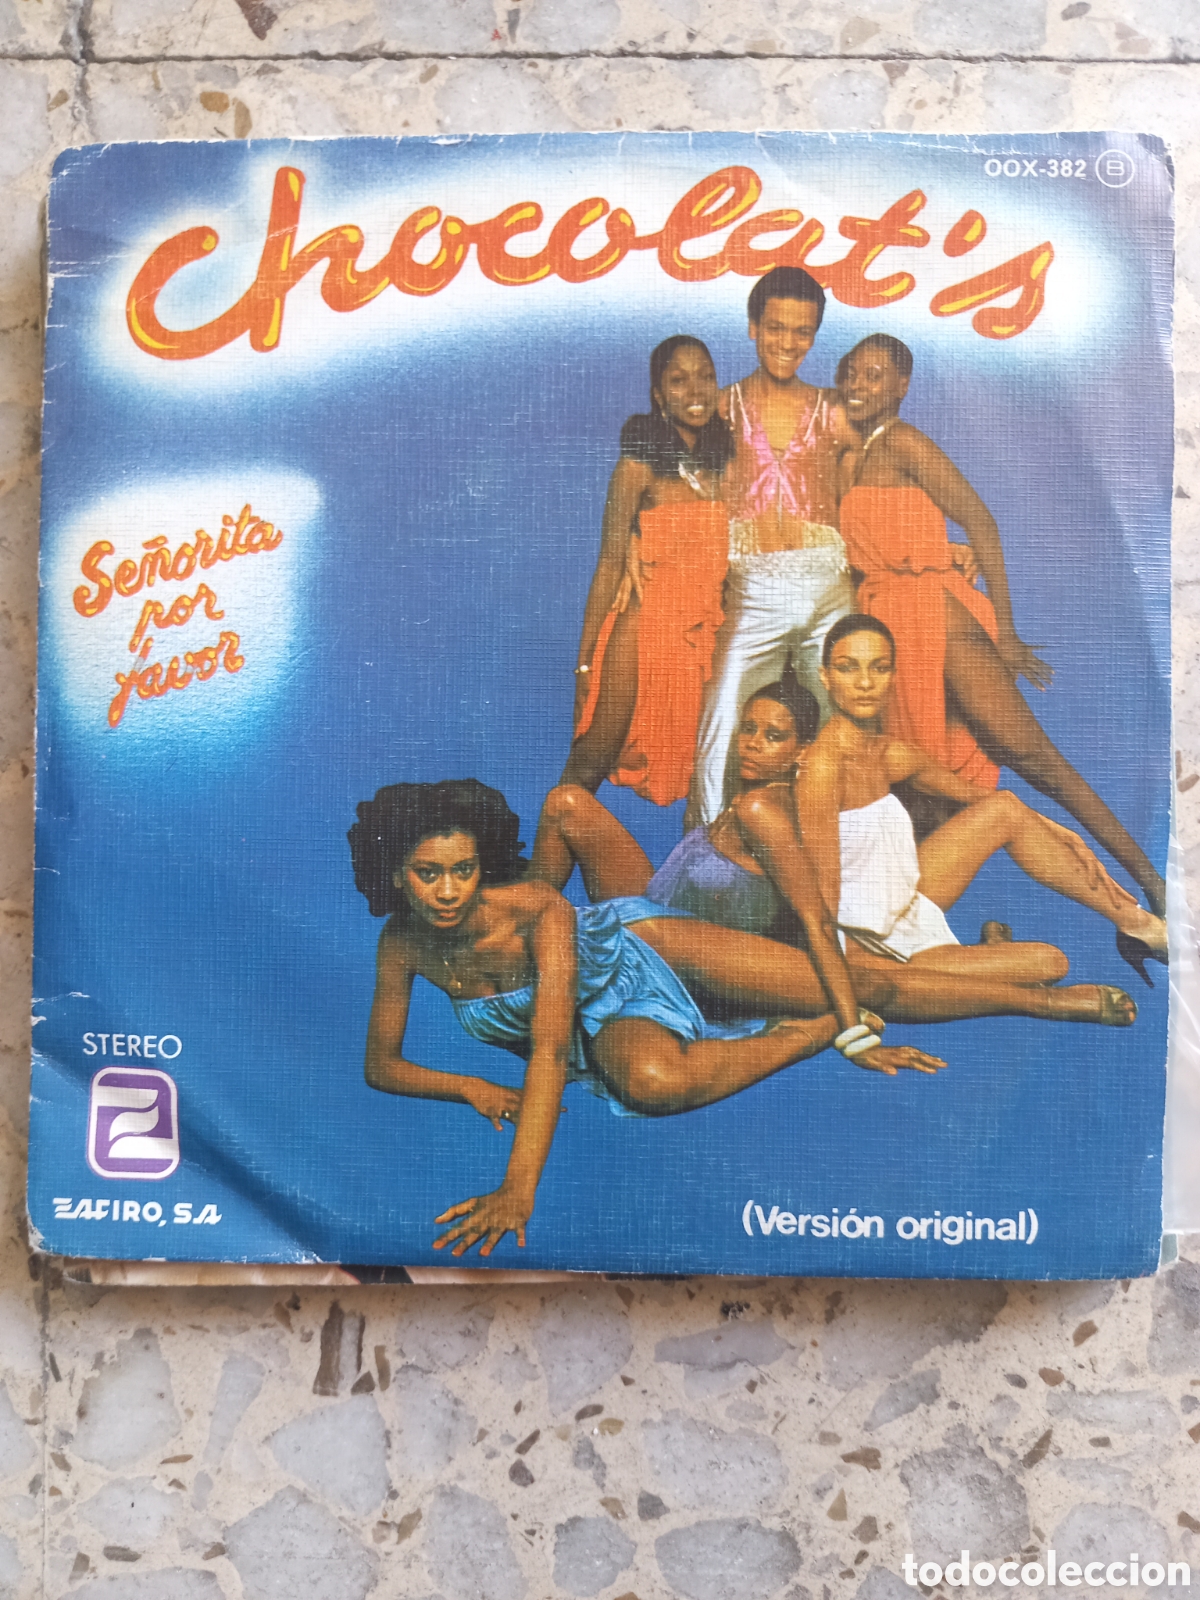 OOX-382 B
Chocolat's
Señorita
por
favor
STEREO
ZAFIRO, S.A
(Versión original)
todocoleccion